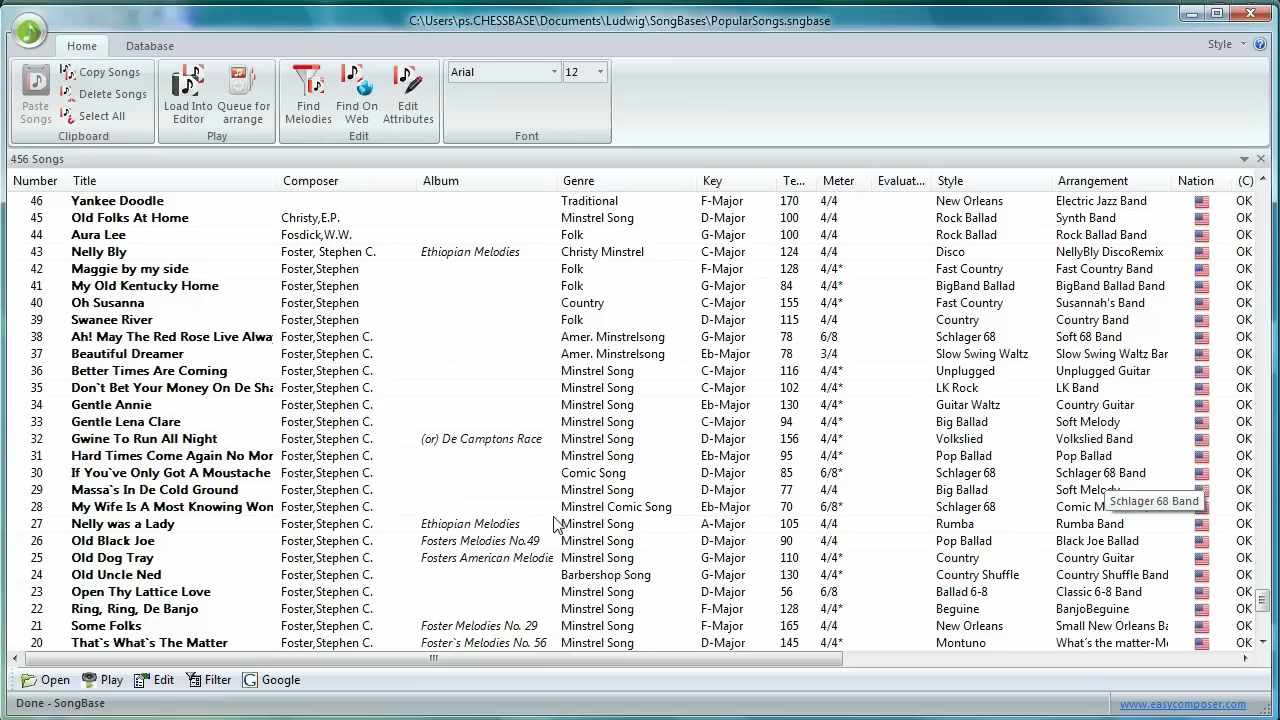 C:\Users\ps.CHESSBASE\Documents\Ludwig\SongBases\PopularSongs.sngbase
Home Database Style
Paste Songs Copy Songs Delete Songs Select All Clipboard
Load Into Editor Queue for arrange Play
Find Melodies Find On Web Edit Attributes Edit
Arial 12 Font
456 Songs
Number Title Composer Album Genre Key Te... Meter Evaluat... Style Arrangement Nation (C)
46 Yankee Doodle Traditional F-Major 170 4/4 New Orleans Electric Jazz Band OK
45 Old Folks At Home Christy,E.P. Minstrel Song D-Major 100 4/4 Rock Ballad Synth Band OK
44 Aura Lee Fosdick,W.W. Folk G-Major 100 4/4 Rock Ballad Rock Ballad Band OK
43 Nelly Bly Foster, Stephen C. Ethiopian Melodies Christy Minstrel C-Major 124 4/4 Disco NellyBly DiscoRemix OK
42 Maggie by my side Foster,Stephen Folk F-Major 128 4/4* Fast Country Fast Country Band OK
41 My Old Kentucky Home Foster,Stephen Folk G-Major 84 4/4* BigBand Ballad BigBand Ballad Band OK
40 Oh Susanna Foster,Stephen Country C-Major 155 4/4* Fast Country Susannah's Band OK
39 Swanee River Foster,Stephen Folk D-Major 115 4/4 Country Country Band OK
38 Ah! May The Red Rose Live Alwa Foster,Stephen C. Amer. Minstrelsong G-Major 78 6/8 Schlager 68 Soft 68 Band OK
37 Beautiful Dreamer Foster,Stephen C. Amer. Minstrelsong Eb-Major 78 3/4 Slow Swing Waltz Slow Swing Waltz Bar OK
36 Better Times Are Coming Foster,Stephen C. Minstrel Song C-Major 116 4/4* Unplugged Unplugged Guitar OK
35 Don`t Bet Your Money On De Sha Foster,Stephen C. Minstrel Song C-Major 102 4/4* LK Rock LK Band OK
34 Gentle Annie Foster,Stephen C. Minstrel Song Eb-Major 130 4/4* Guitar Waltz Country Guitar OK
33 Gentle Lena Clare Foster,Stephen C. Minstrel Song C-Major 94 4/4* Big Ballad Soft Melody OK
32 Gwine To Run All Night Foster,Stephen C. (or) De Camptons Race Minstrel Song D-Major 156 4/4* Volkslied Volkslied Band OK
31 Hard Times Come Again No Mor Foster,Stephen C. Minstrel Song Eb-Major 95 4/4* Pop Ballad Pop Ballad OK
30 If You`ve Only Got A Moustache Foster,Stephen C. Comic Song D-Major 85 6/8* Schlager 68 Schlager 68 Band OK
29 Massa`s In De Cold Ground Foster,Stephen C. Minstrel Song D-Major 77 4/4 Big Ballad Soft Melody OK
Schlager 68 Band
28 My Wife Is A Most Knowing Won Foster,Stephen C. Minstrel Comic Song Eb-Major 70 6/8* Schlager 68 Comic M OK
27 Nelly was a Lady Foster,Stephen C. Ethiopian Melodies Minstrel Song A-Major 105 4/4 Rumba Rumba Band OK
26 Old Black Joe Foster,Stephen C. Fosters Melodies No.49 Minstrel Song D-Major 90 4/4 Pop Ballad Black Joe Ballad OK
25 Old Dog Tray Foster,Stephen C. Fosters American Melodie Minstrel Song G-Major 110 4/4* Country Country Guitar OK
24 Old Uncle Ned Foster,Stephen C. Barbershop Song G-Major 130 4/4* Country Shuffle Country Shuffle Band OK
23 Open Thy Lattice Love Foster,Stephen C. Minstrel Song D-Major 56 6/8 Ballad 6-8 Classic 6-8 Band OK
22 Ring, Ring, De Banjo Foster,Stephen C. Minstrel Song F-Major 128 4/4* Beguine BanjoBeguine OK
21 Some Folks Foster,Stephen C. Foster Melodies No. 29 Minstrel Song F-Major 165 4/4 New Orleans Small New Orleans Bar OK
20 That`s What`s The Matter Foster,Stephen C. Foster`s Melodies No. 56 Minstrel Song D-Major 145 4/4* Montuno What´s the matter-Mo OK
Open Play Edit Filter Google
Done - SongBase www.easycomposer.com